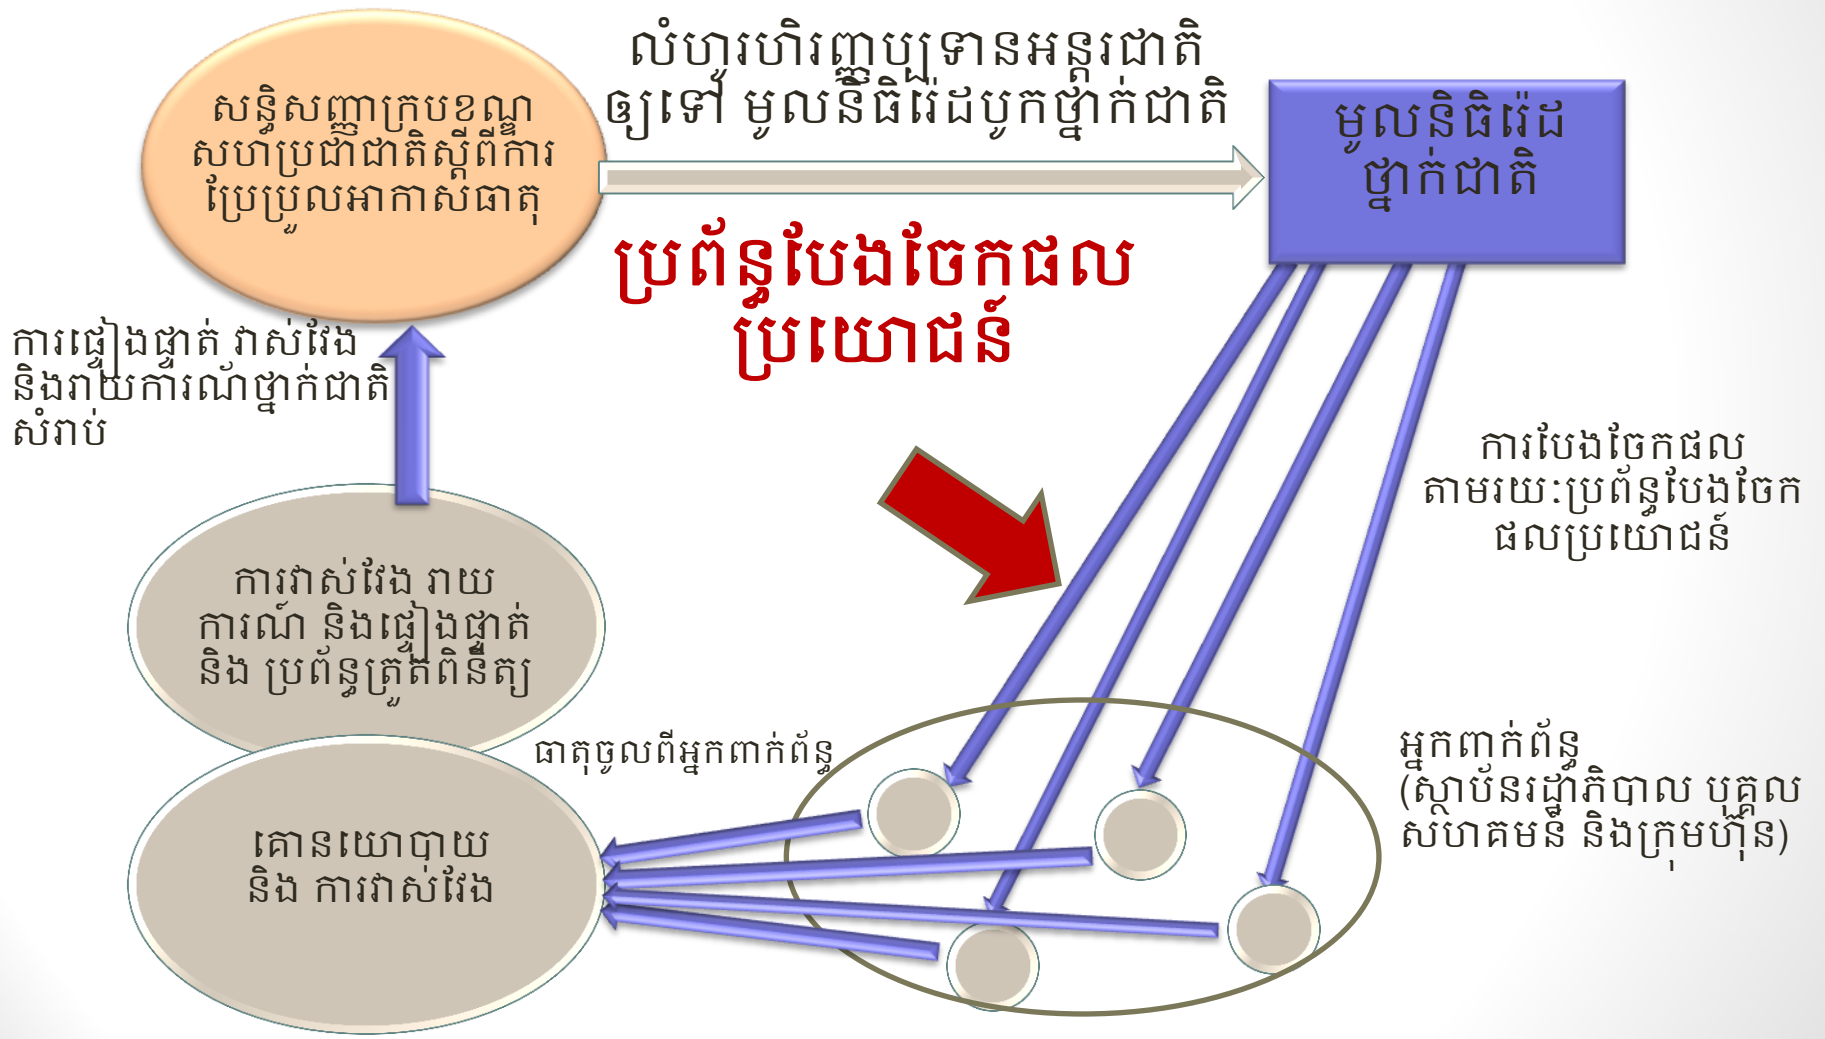 សន្ធិសញ្ញាក្របខណ្ឌ
សហប្រជាជាតិស្តីពីការ
ប្រែប្រួលអាកាសធាតុ
លំហូរហិរញ្ញប្បទានអន្តរជាតិ
ឲ្យទៅ មូលនិធិរ៉េដបូកថ្នាក់ជាតិ
មូលនិធិរ៉េដ
ថ្នាក់ជាតិ
ប្រព័ន្ធបែងចែកផល
ប្រយោជន៍
ការផ្ទៀងផ្ទាត់ វាស់វែង
និងរាយការណ៍ថ្នាក់ជាតិ
សំរាប់
ការបែងចែកផល
តាមរយៈប្រព័ន្ធបែងចែក
ផលប្រយោជន៍
ការវាស់វែង រាយ
ការណ៍ និងផ្ទៀងផ្ទាត់
និង ប្រព័ន្ធត្រួតពិនិត្យ
ធាតុចូលពីអ្នកពាក់ព័ន្ធ
អ្នកពាក់ព័ន្ធ
(ស្ថាប័នរដ្ឋាភិបាល បុគ្គល
សហគមន៍ និងក្រុមហ៊ុន)
គោនយោបាយ
និង ការវាស់វែង